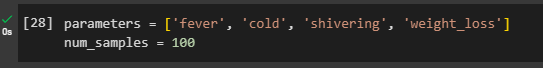 [28] parameters = ['fever', 'cold', 'shivering', 'weight_loss']
0s num_samples = 100